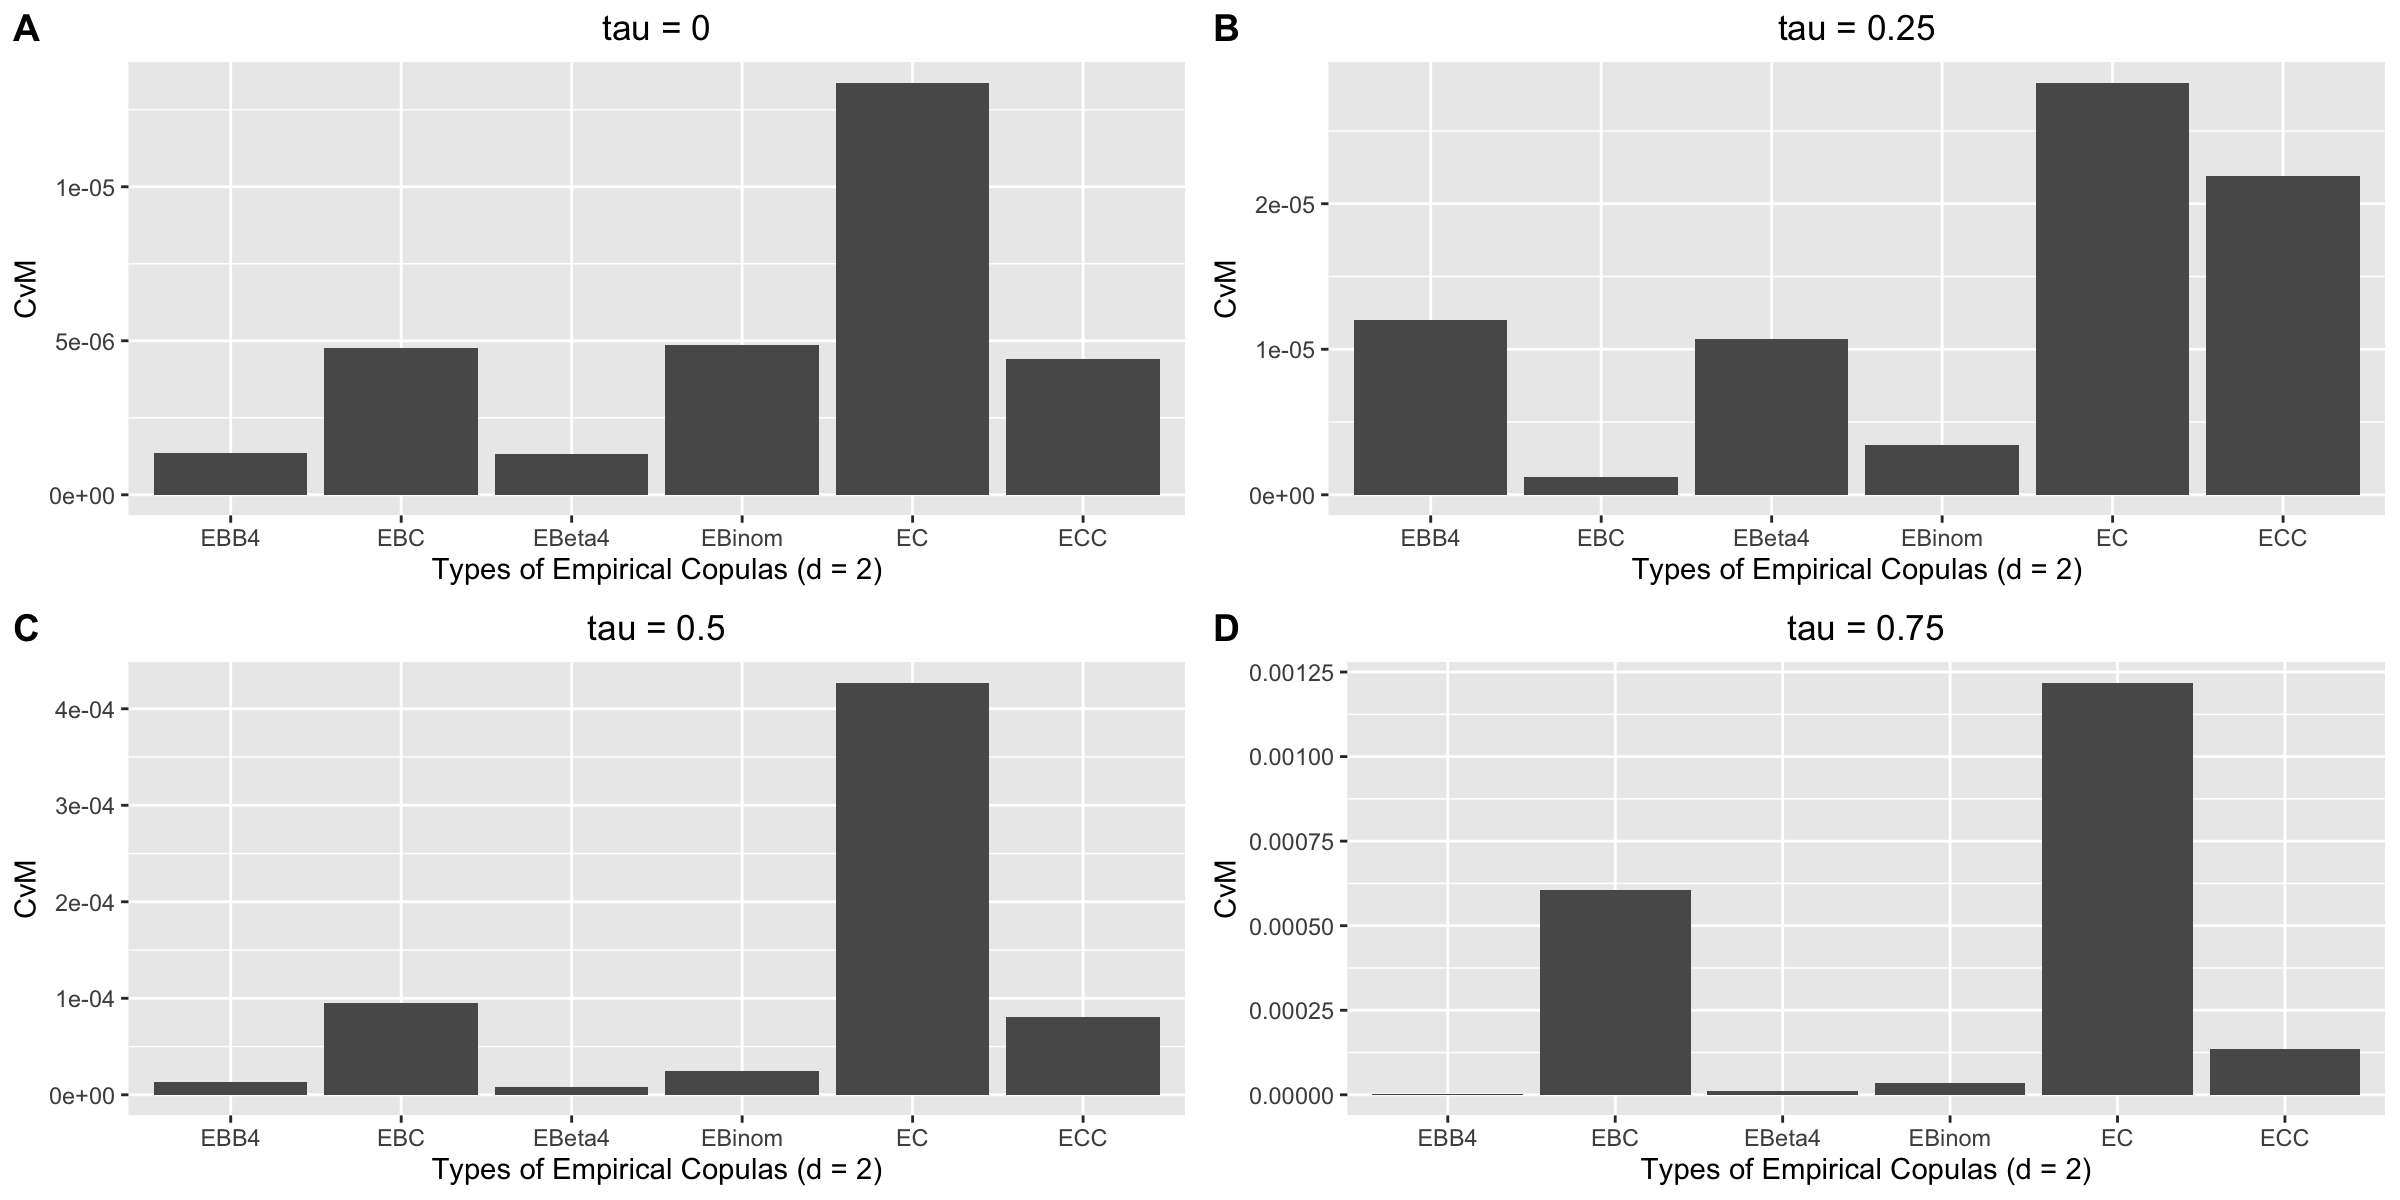 A
tau = 0
CvM
1e-05
5e-06
0e+00
EBB4 EBC EBeta4 EBinom EC ECC
Types of Empirical Copulas (d = 2)
B
tau = 0.25
CvM
2e-05
1e-05
0e+00
EBB4 EBC EBeta4 EBinom EC ECC
Types of Empirical Copulas (d = 2)
C
tau = 0.5
CvM
4e-04
3e-04
2e-04
1e-04
0e+00
EBB4 EBC EBeta4 EBinom EC ECC
Types of Empirical Copulas (d = 2)
D
tau = 0.75
CvM
0.00125
0.00100
0.00075
0.00050
0.00025
0.00000
EBB4 EBC EBeta4 EBinom EC ECC
Types of Empirical Copulas (d = 2)